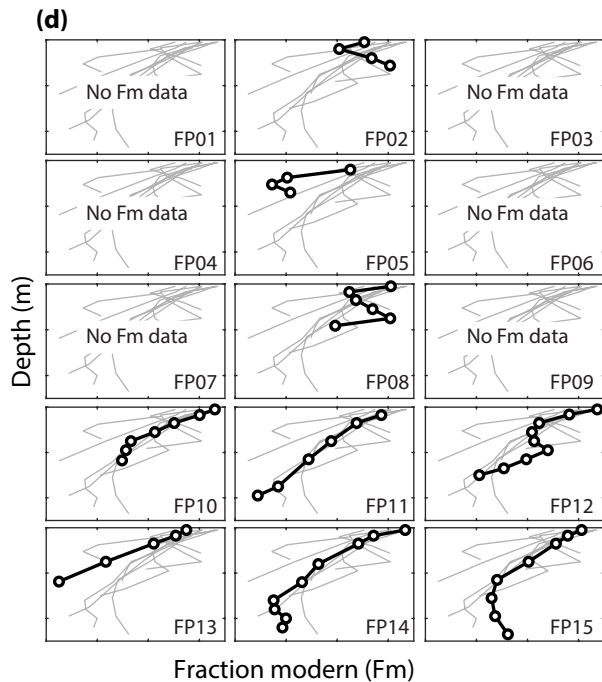 (d)
No Fm data
FP01
FP02
No Fm data
FP03
No Fm data
FP04
FP05
No Fm data
FP06
No Fm data
FP07
FP08
No Fm data
FP09
FP10
FP11
FP12
FP13
FP14
FP15
Depth (m)
Fraction modern (Fm)